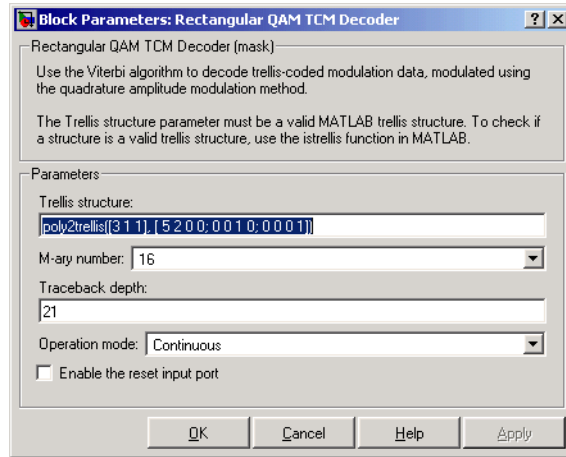 Block Parameters: Rectangular QAM TCM Decoder
Rectangular QAM TCM Decoder (mask)
Use the Viterbi algorithm to decode trellis-coded modulation data, modulated using
the quadrature amplitude modulation method.
The Trellis structure parameter must be a valid MATLAB trellis structure. To check if
a structure is a valid trellis structure, use the istrellis function in MATLAB.
Parameters
Trellis structure:
poly2trellis([3 1 1], [ 5 2 0 0; 0 0 1 0; 0 0 0 1])
M-ary number: 16
Traceback depth:
21
Operation mode: Continuous
Enable the reset input port
OK Cancel Help Apply